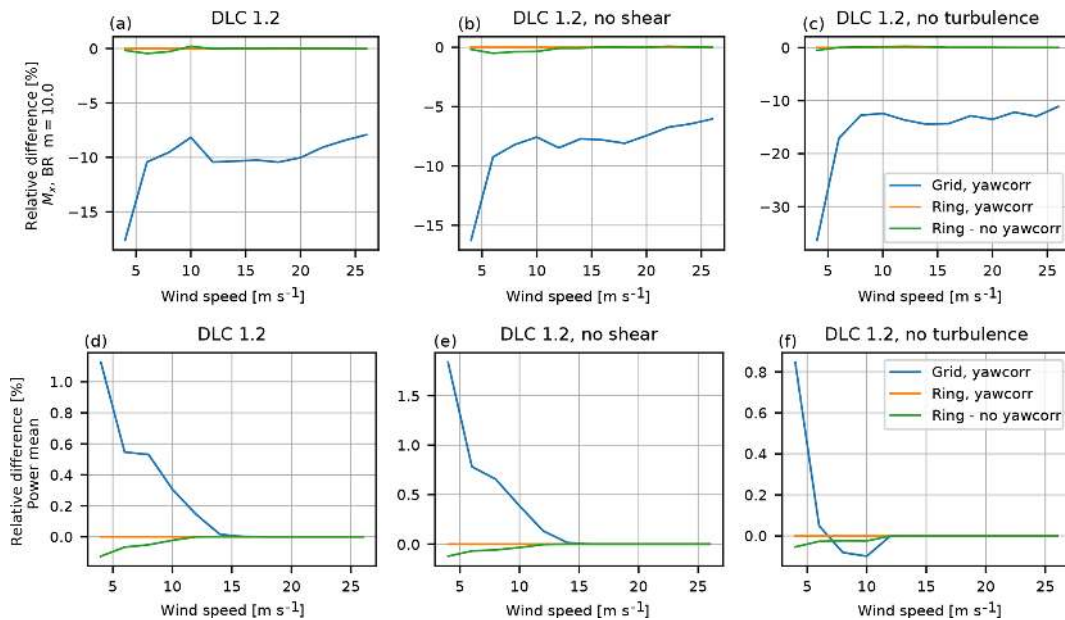 (a) DLC 1.2
(b) DLC 1.2, no shear
(c) DLC 1.2, no turbulence
Relative difference [%]
Mₓ, BR m = 10.0
0
−5
−10
−15
5 10 15 20 25
Wind speed [m s⁻¹]
0
−5
−10
−15
5 10 15 20 25
Wind speed [m s⁻¹]
0
−10
−20
−30
Grid, yawcorr
Ring, yawcorr
Ring - no yawcorr
5 10 15 20 25
Wind speed [m s⁻¹]
(d) DLC 1.2
(e) DLC 1.2, no shear
(f) DLC 1.2, no turbulence
Relative difference [%]
Power mean
1.0
0.8
0.6
0.4
0.2
0.0
5 10 15 20 25
Wind speed [m s⁻¹]
1.5
1.0
0.5
0.0
5 10 15 20 25
Wind speed [m s⁻¹]
0.8
0.6
0.4
0.2
0.0
Grid, yawcorr
Ring, yawcorr
Ring - no yawcorr
5 10 15 20 25
Wind speed [m s⁻¹]